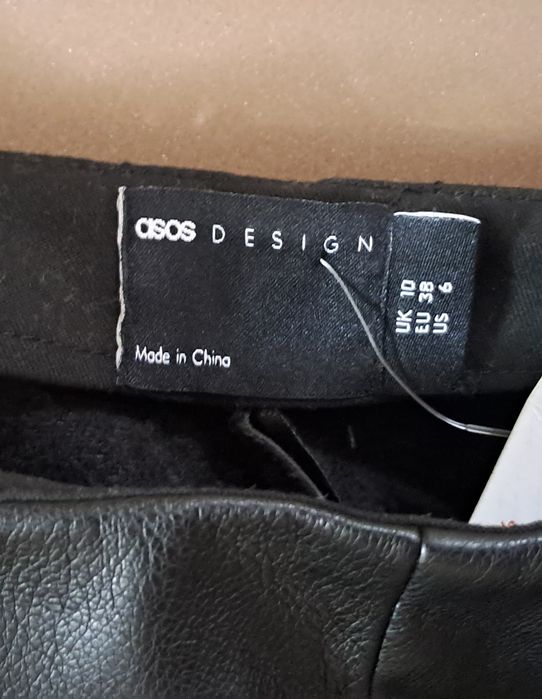 asos DESIGN
Made in China
UK 10
EU 38
US 6